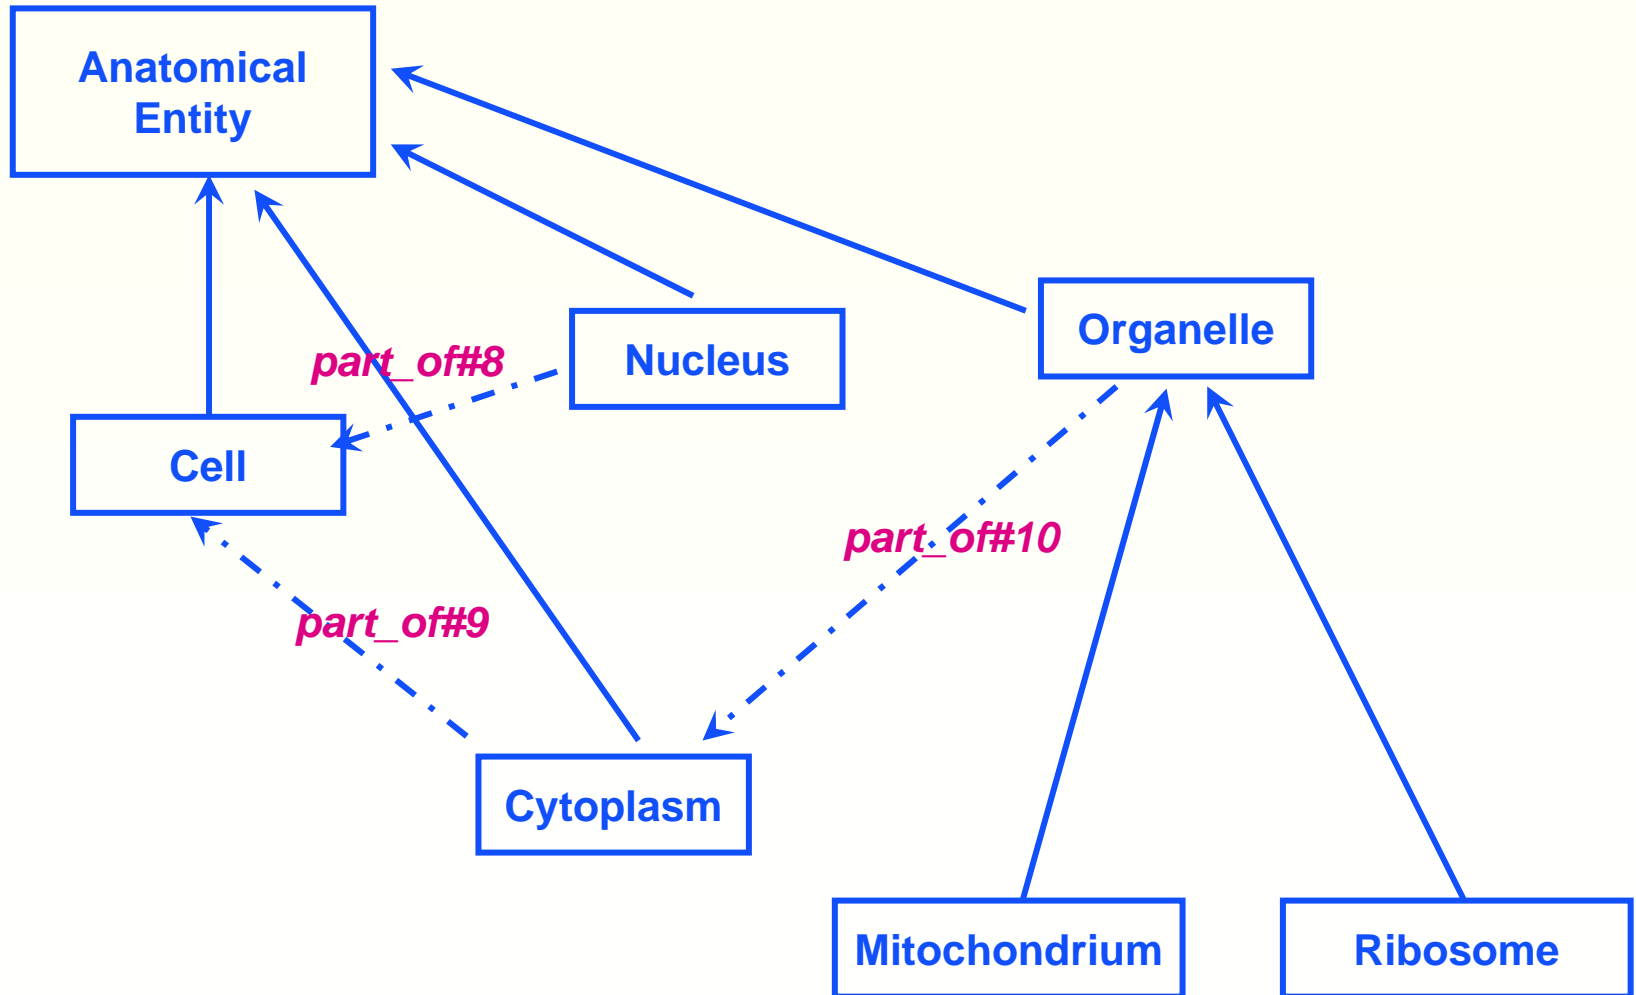 Anatomical
Entity
Organelle
part_of#8
Nucleus
Cell
part_of#10
part_of#9
Cytoplasm
Mitochondrium
Ribosome